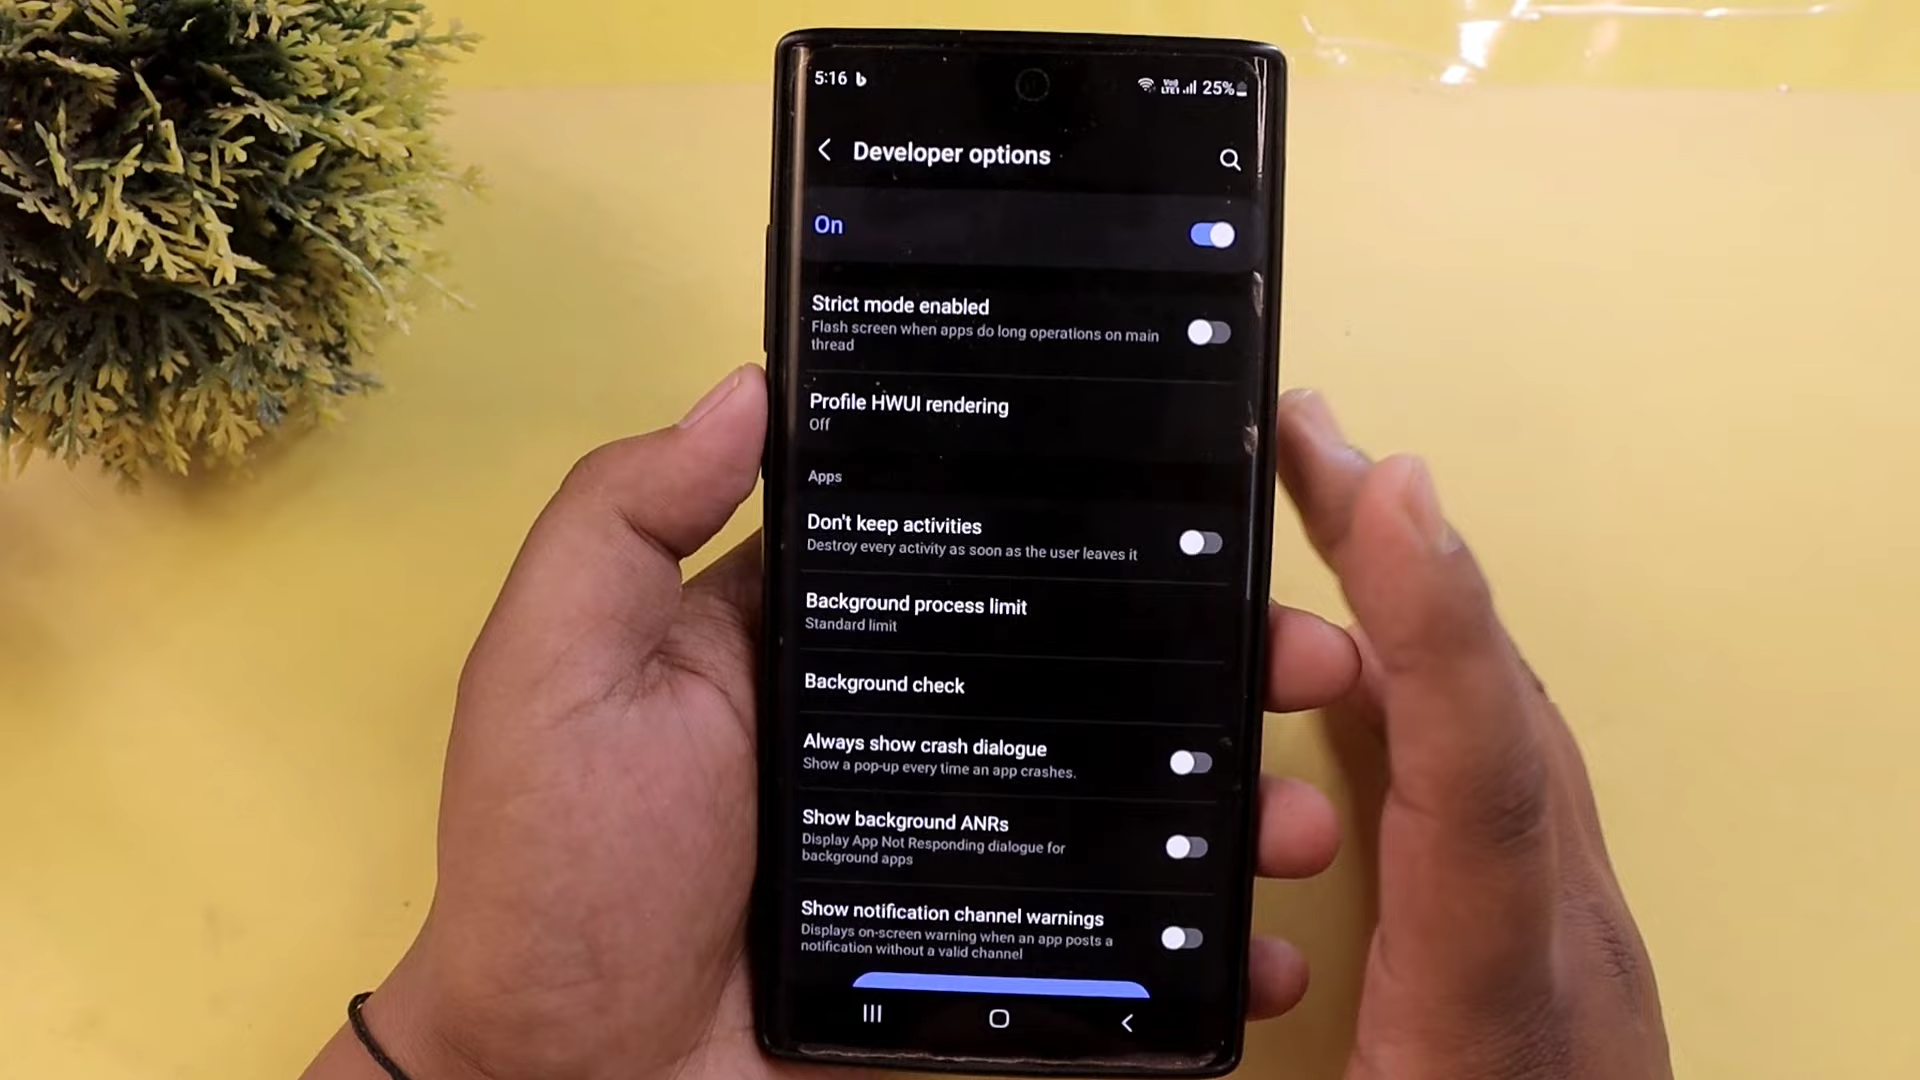 5:16 b
Vo)) LTE1 25%
Developer options
On
Strict mode enabled
Flash screen when apps do long operations on main
thread
Profile HWUI rendering
Off
Apps
Don't keep activities
Destroy every activity as soon as the user leaves it
Background process limit
Standard limit
Background check
Always show crash dialogue
Show a pop-up every time an app crashes.
Show background ANRs
Display App Not Responding dialogue for
background apps
Show notification channel warnings
Displays on-screen warning when an app posts a
notification without a valid channel